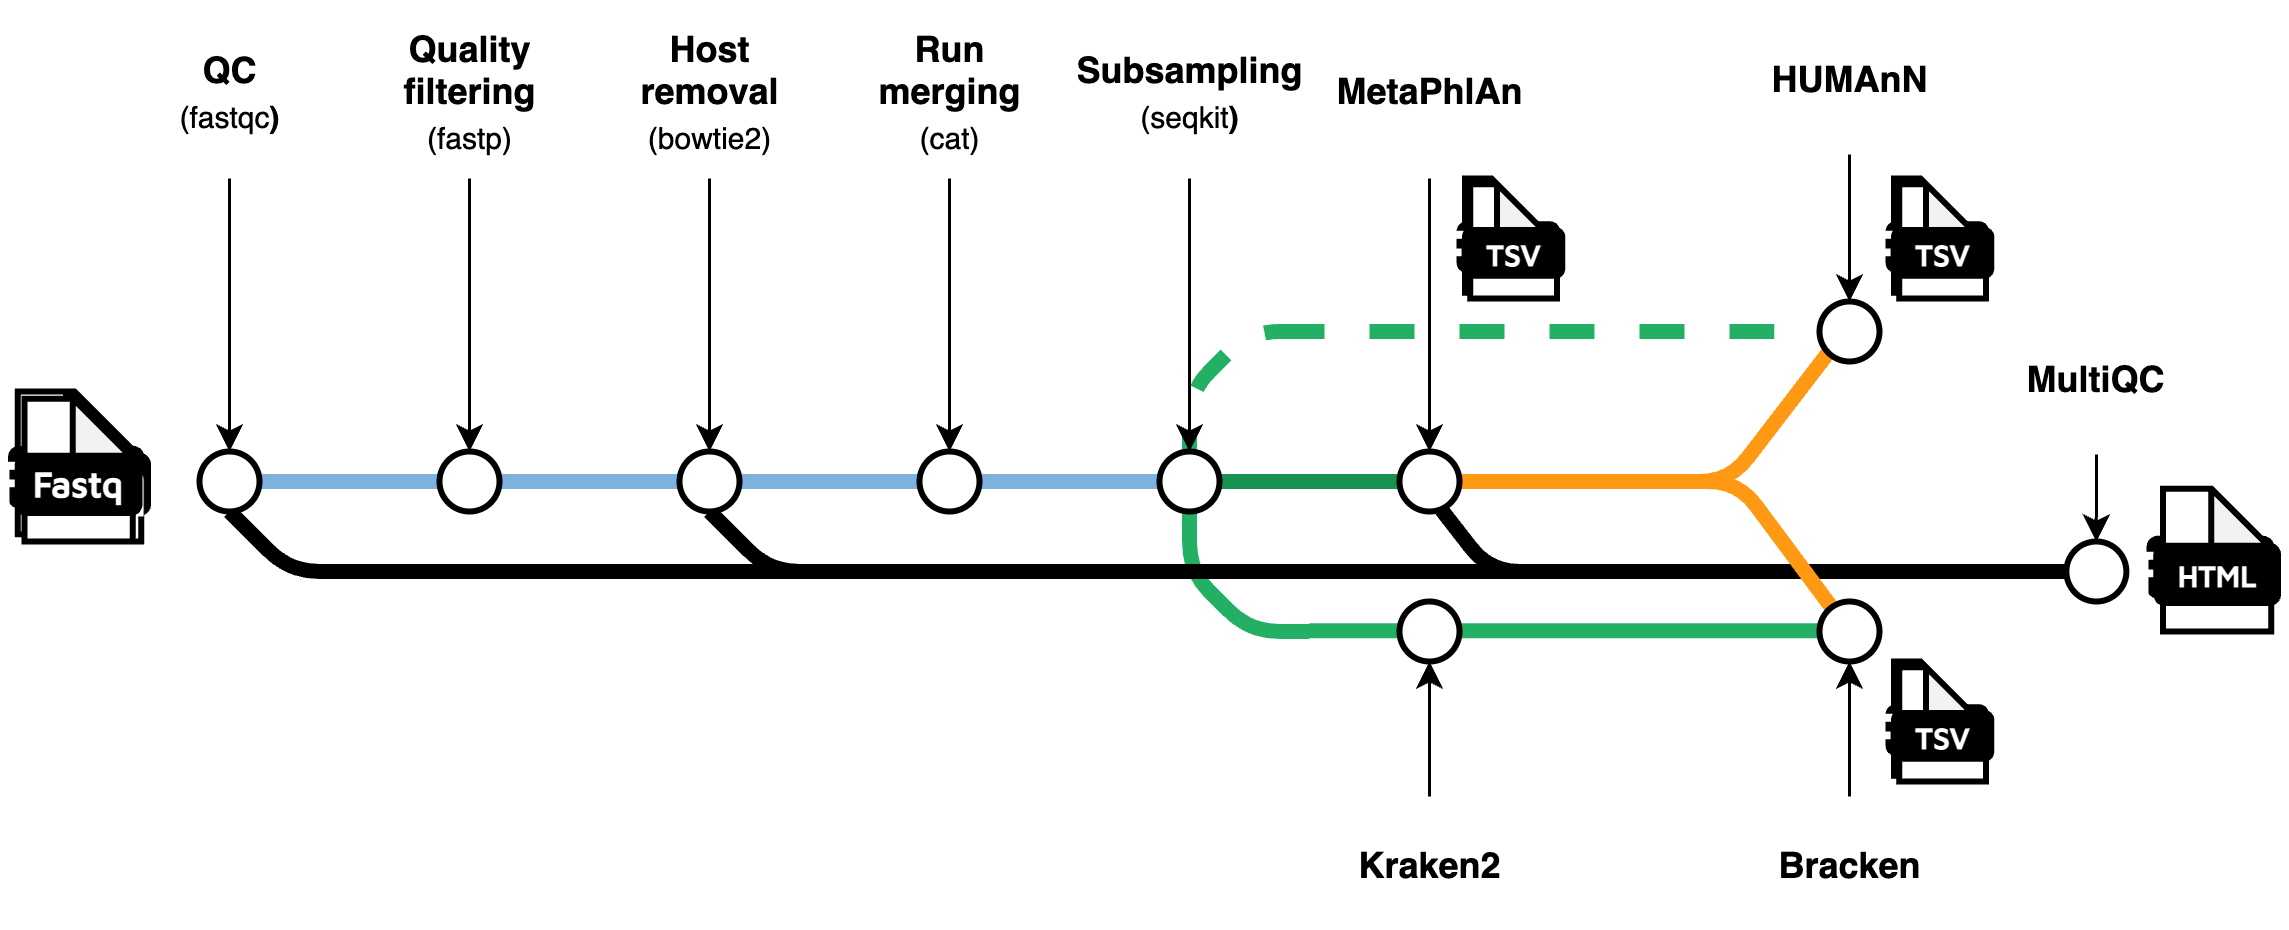 QC
(fastqc)
Quality
filtering
(fastp)
Host
removal
(bowtie2)
Run
merging
(cat)
Subsampling
(seqkit)
MetaPhlAn
HUMAnN
TSV
TSV
MultiQC
Fastq
HTML
TSV
Kraken2
Bracken